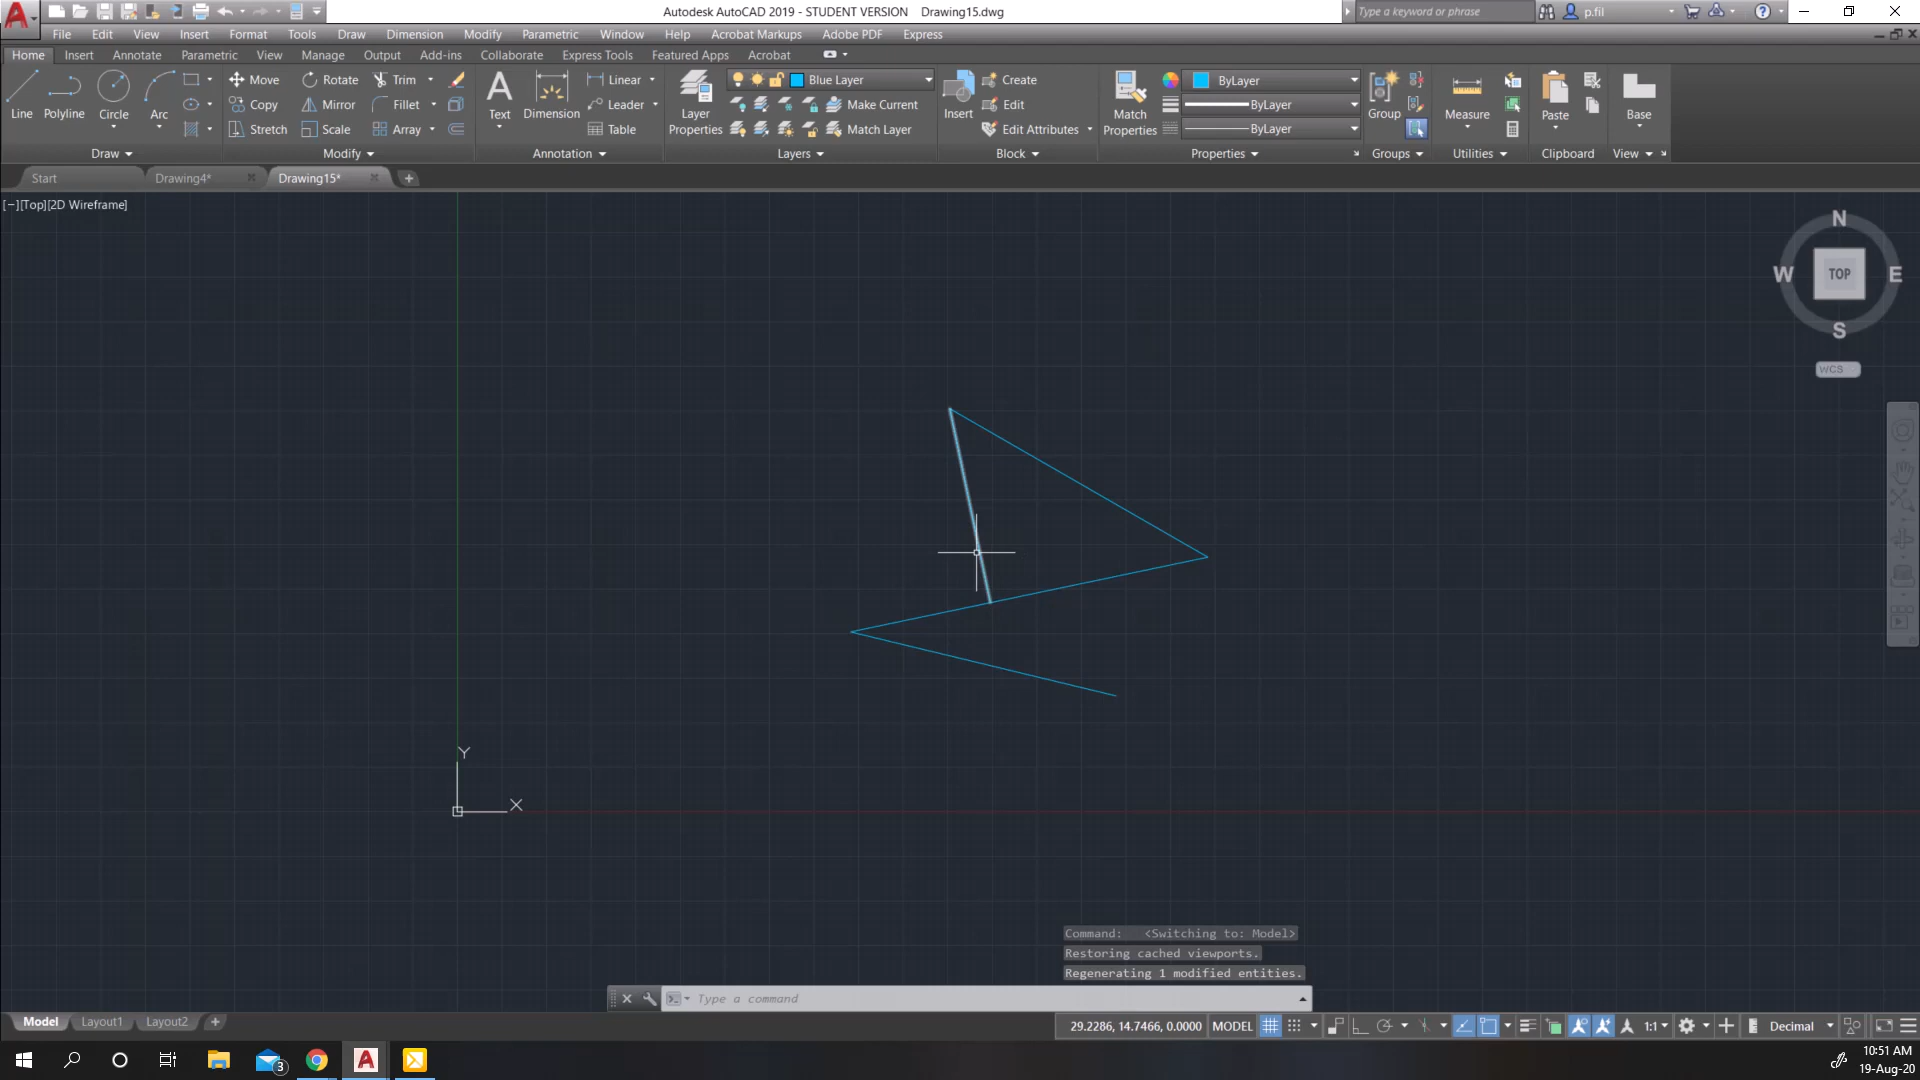 Autodesk AutoCAD 2019 - STUDENT VERSION Drawing15.dwg
Type a keyword or phrase
p.fil
File Edit View Insert Format Tools Draw Dimension Modify Parametric Window Help Acrobat Markups Adobe PDF Express
Home Insert Annotate Parametric View Manage Output Add-ins Collaborate Express Tools Featured Apps Acrobat
Line Polyline Circle Arc
Move Rotate Trim
Copy Mirror Fillet
Stretch Scale Array
Text Dimension
Linear
Leader
Table
Layer Properties
Blue Layer
Make Current
Match Layer
Insert
Create
Edit
Edit Attributes
Match Properties
ByLayer
ByLayer
ByLayer
Group
Measure
Paste
Base
Draw Modify Annotation Layers Block Properties Groups Utilities Clipboard View
Start Drawing4* Drawing15*
[−][Top][2D Wireframe]
N
W TOP E
S
WCS
Y
X
Command: <Switching to: Model>
Restoring cached viewports.
Regenerating 1 modified entities.
Type a command
Model Layout1 Layout2
29.2286, 14.7466, 0.0000 MODEL 1:1 Decimal
3
10:51 AM
19-Aug-20